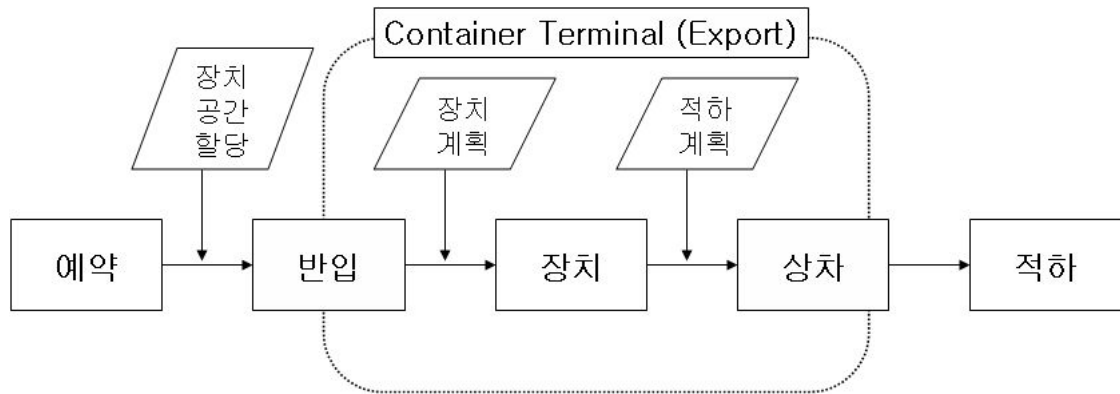 Container Terminal (Export)
장치
공간
할당
장치
계획
적하
계획
예약
반입
장치
상차
적하